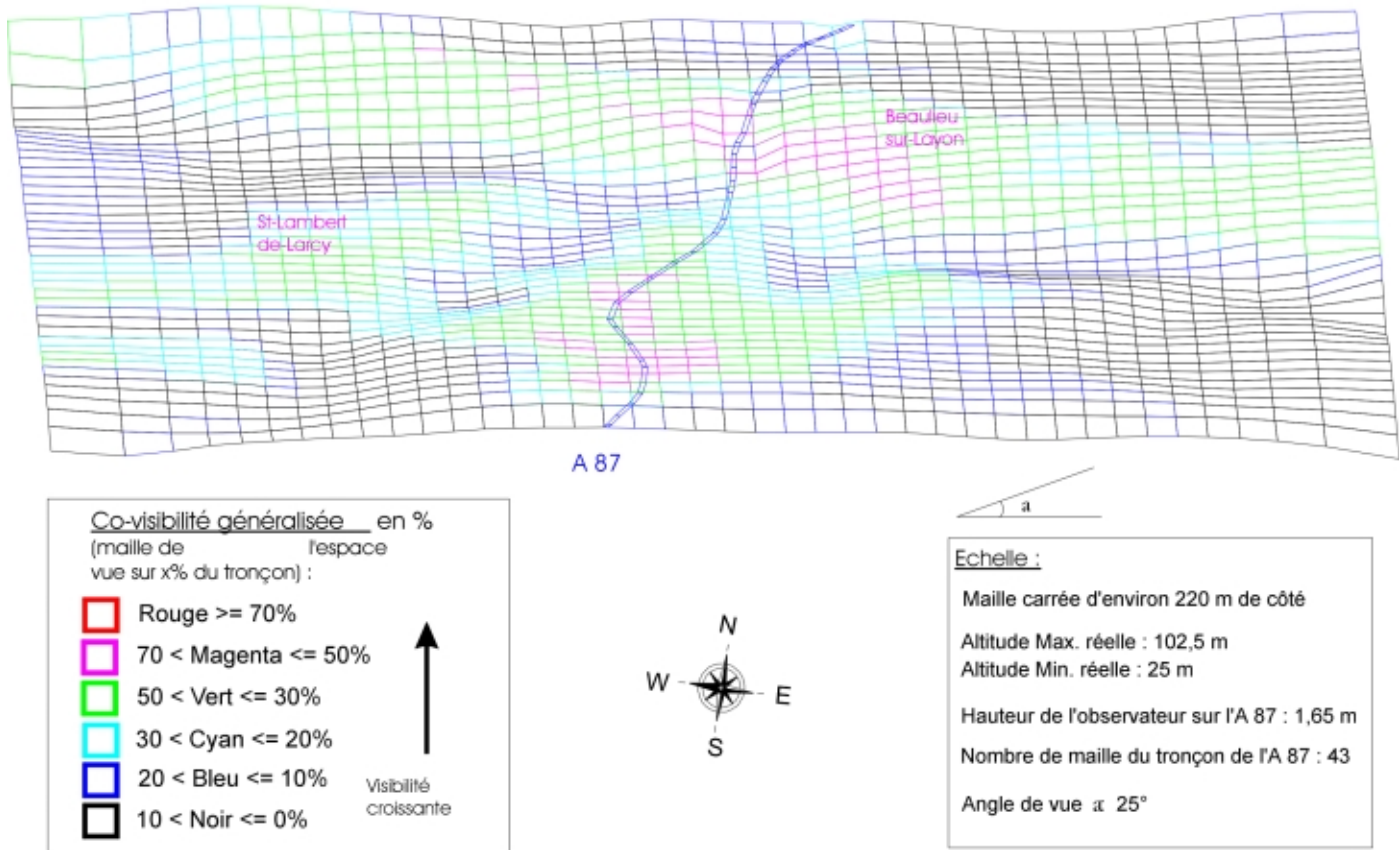 Beaulieu
sur-Layon
St-Lambert
de-Larcy
A 87
Co-visibilité généralisée en %
(maille de l'espace
vue sur x% du tronçon) :
Rouge >= 70%
70 < Magenta <= 50%
50 < Vert <= 30%
30 < Cyan <= 20%
20 < Bleu <= 10%
10 < Noir <= 0%
Visibilité
croissante
N
W
E
S
a
Echelle :
Maille carrée d'environ 220 m de côté
Altitude Max. réelle : 102,5 m
Altitude Min. réelle : 25 m
Hauteur de l'observateur sur l'A 87 : 1,65 m
Nombre de maille du tronçon de l'A 87 : 43
Angle de vue a 25°